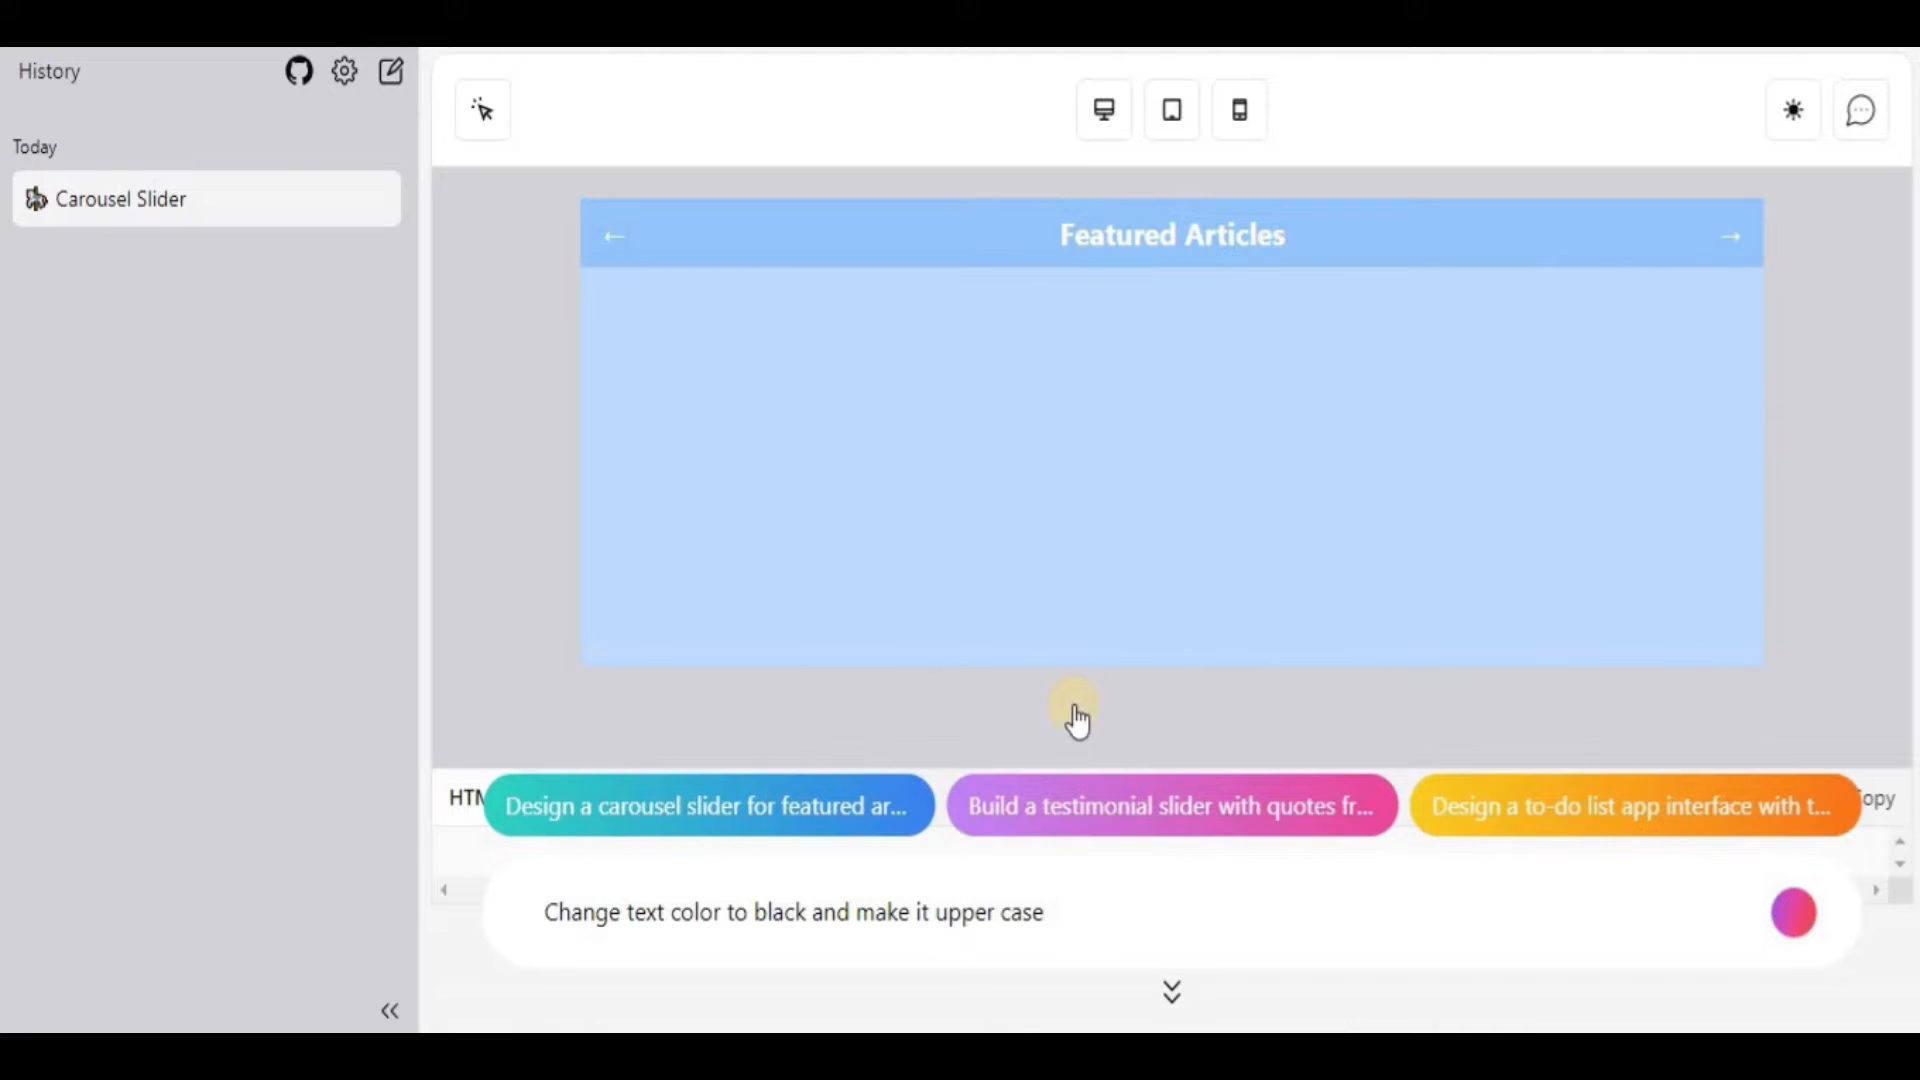 History
Today
Carousel Slider
← Featured Articles →
HTM
Design a carousel slider for featured ar...
Build a testimonial slider with quotes fr...
Design a to-do list app interface with t...
opy
Change text color to black and make it upper case